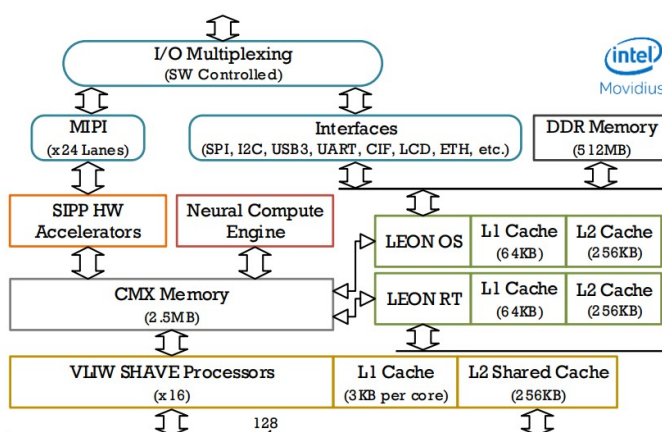 I/O Multiplexing
(SW Controlled)
intel
Movidius
MIPI
(x24 Lanes)
Interfaces
(SPI, I2C, USB3, UART, CIF, LCD, ETH, etc.)
DDR Memory
(512MB)
SIPP HW
Accelerators
Neural Compute
Engine
LEON OS
L1 Cache
(64KB)
L2 Cache
(256KB)
CMX Memory
(2.5MB)
LEON RT
L1 Cache
(64KB)
L2 Cache
(256KB)
VLIW SHAVE Processors
(x16)
L1 Cache
(3KB per core)
L2 Shared Cache
(256KB)
128